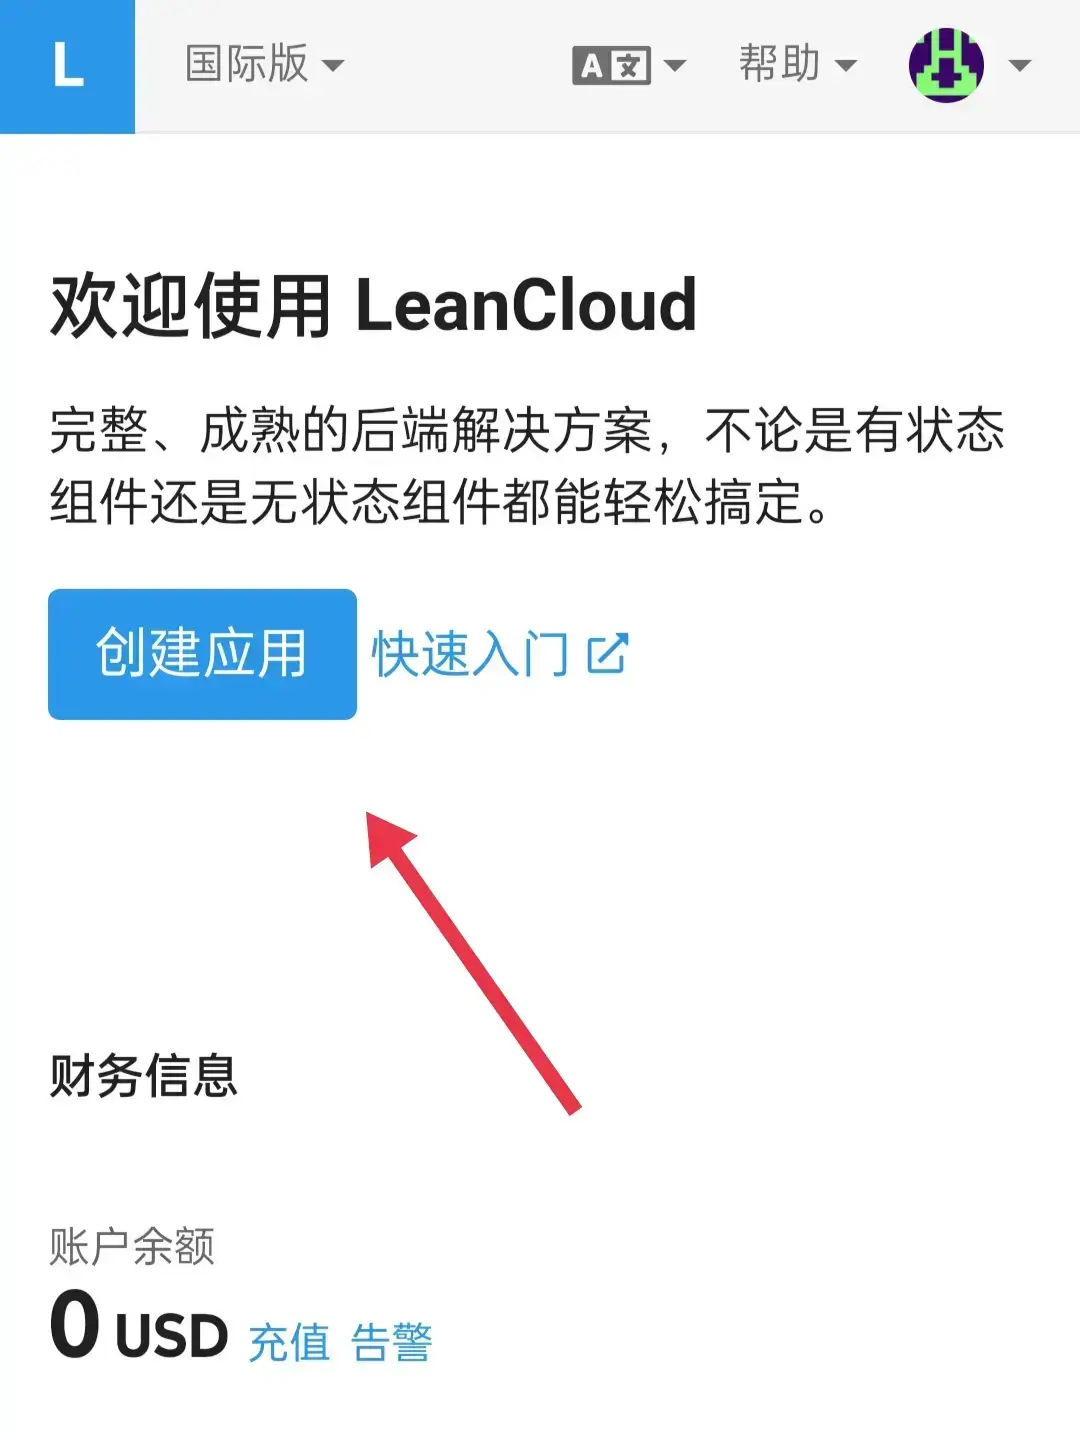 L 国际版 A文 帮助
欢迎使用 LeanCloud
完整、成熟的后端解决方案，不论是有状态
组件还是无状态组件都能轻松搞定。
创建应用 快速入门
财务信息
账户余额
0 USD 充值 告警